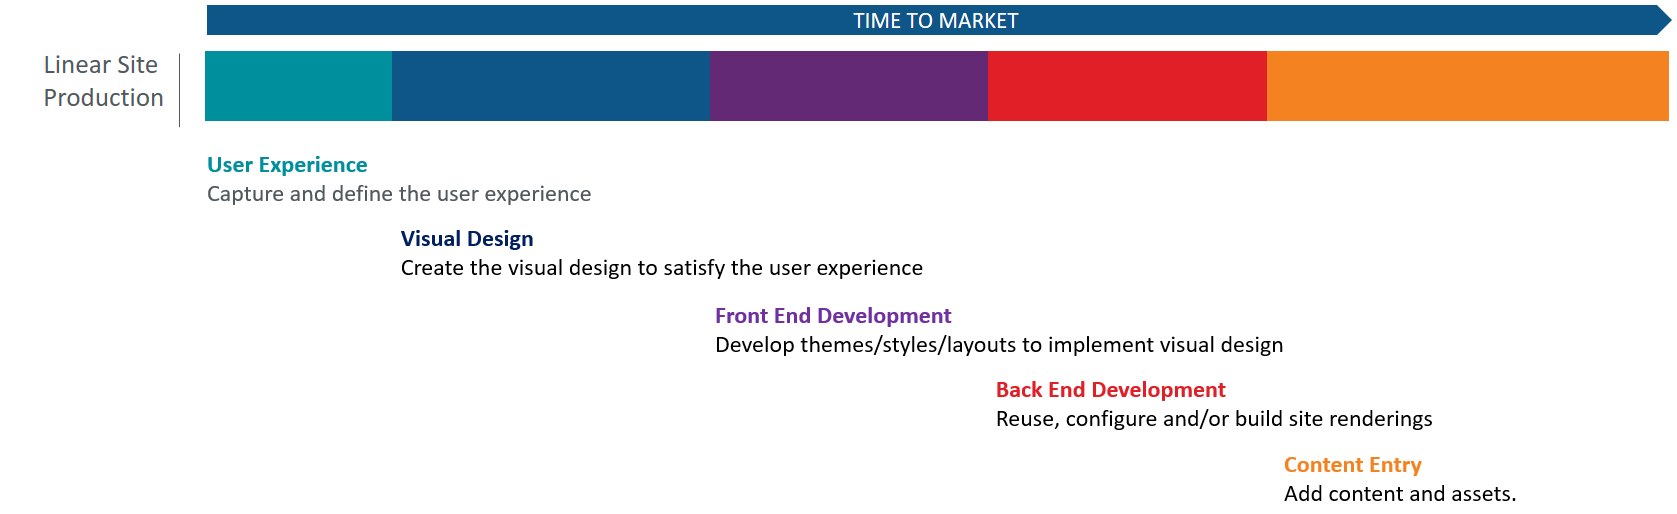 TIME TO MARKET
Linear Site
Production
User Experience
Capture and define the user experience
Visual Design
Create the visual design to satisfy the user experience
Front End Development
Develop themes/styles/layouts to implement visual design
Back End Development
Reuse, configure and/or build site renderings
Content Entry
Add content and assets.